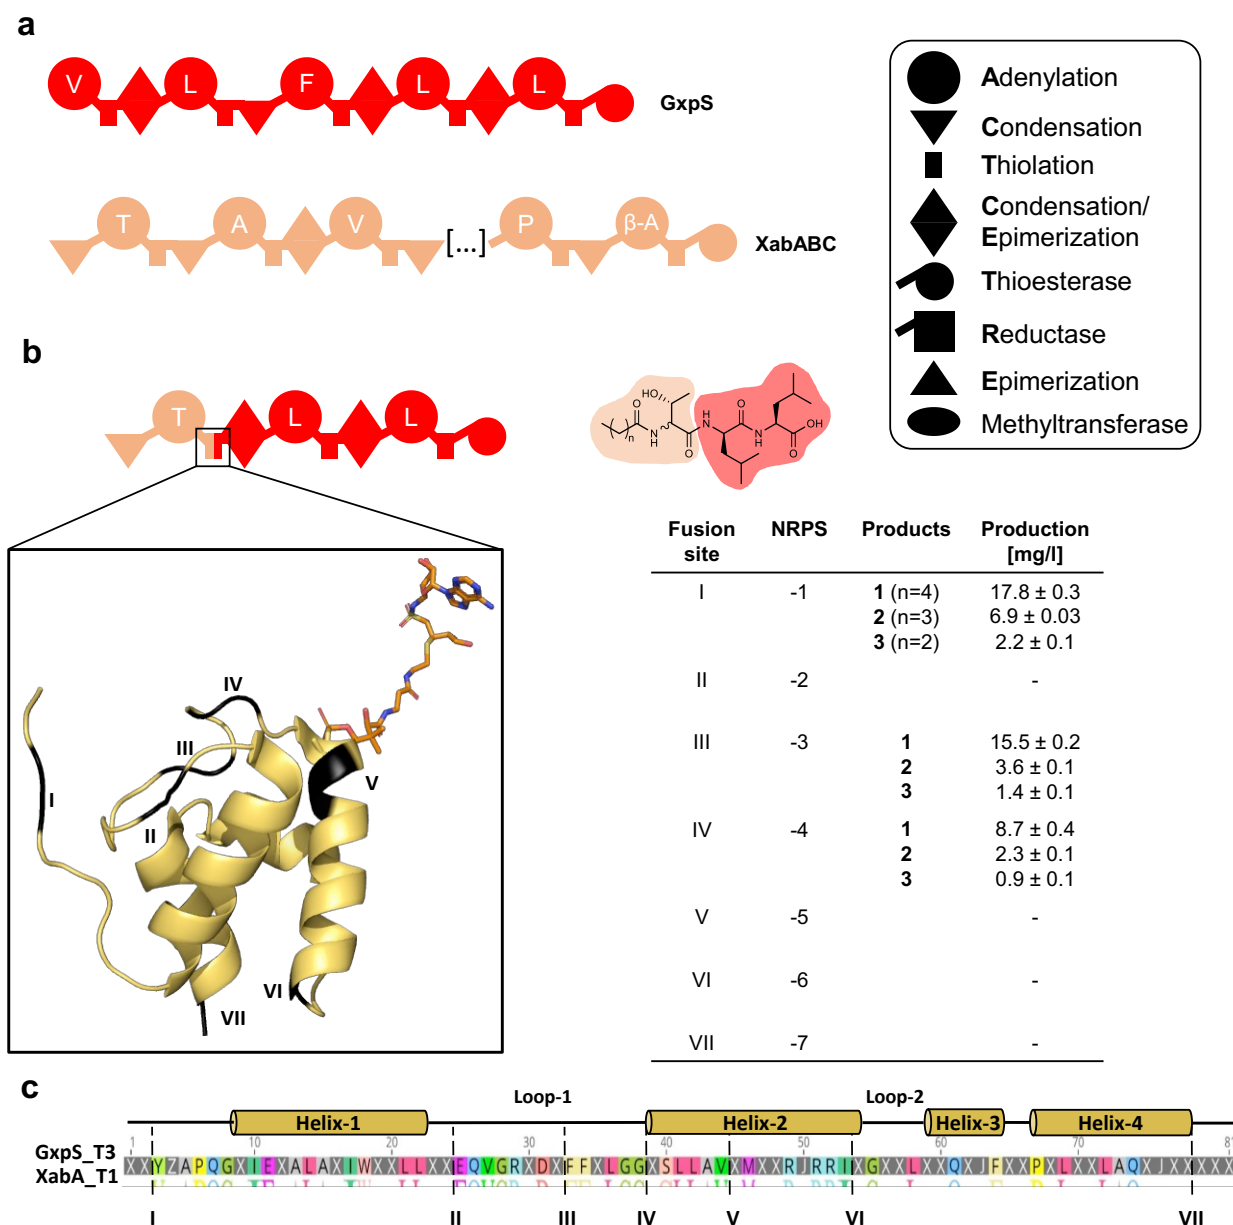 a
V L F L L
GxpS
T A V [...] P β-A
XabABC
Adenylation
Condensation
Thiolation
Condensation/
Epimerization
Thioesterase
Reductase
Epimerization
Methyltransferase
b
T L L
HO
O
O
n
N
H
O
H
N
O
N
H
O
OH
I
II
III
IV
V
VI
VII
Fusion site NRPS Products Production [mg/l]
I -1 1 (n=4) 17.8 ± 0.3
2 (n=3) 6.9 ± 0.03
3 (n=2) 2.2 ± 0.1
II -2 -
III -3 1 15.5 ± 0.2
2 3.6 ± 0.1
3 1.4 ± 0.1
IV -4 1 8.7 ± 0.4
2 2.3 ± 0.1
3 0.9 ± 0.1
V -5 -
VI -6 -
VII -7 -
c
Loop-1 Loop-2
Helix-1 Helix-2 Helix-3 Helix-4
1 10 20 30 40 50 60 70
GxpS_T3
XabA_T1
I II III IV V VI VII